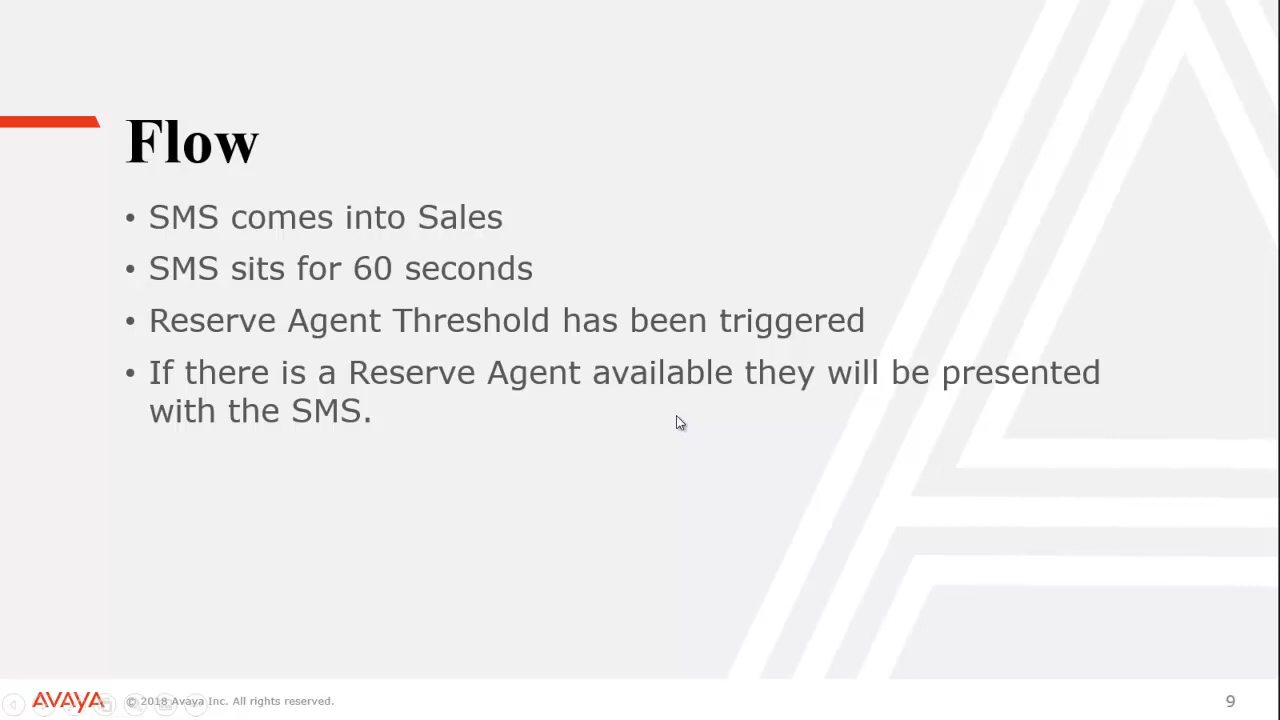 Flow
• SMS comes into Sales
• SMS sits for 60 seconds
• Reserve Agent Threshold has been triggered
• If there is a Reserve Agent available they will be presented
with the SMS.
AVAYA © 2018 Avaya Inc. All rights reserved. 9